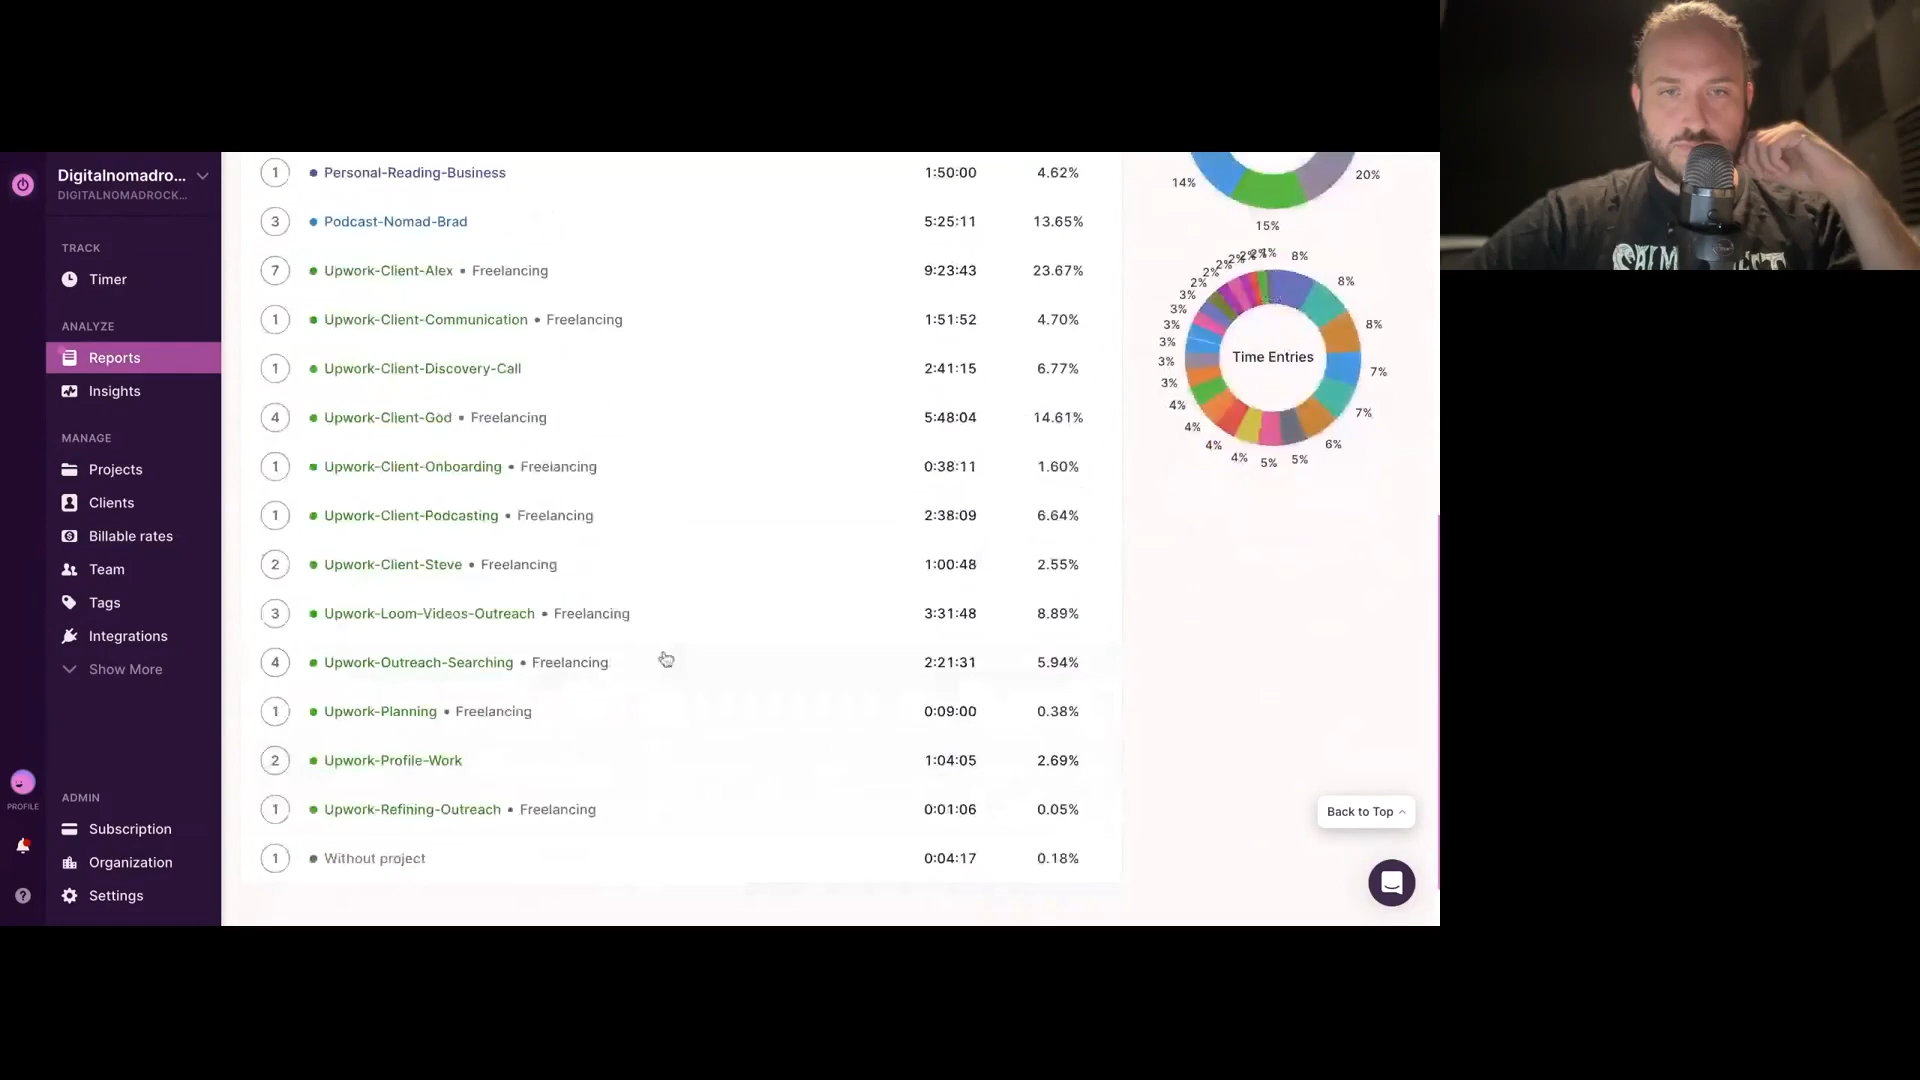 Digitalnomadro...
DIGITALNOMADROCK...
TRACK
Timer
ANALYZE
Reports
Insights
MANAGE
Projects
Clients
Billable rates
Team
Tags
Integrations
Show More
PROFILE
ADMIN
Subscription
Organization
Settings
1 Personal-Reading-Business 1:50:00 4.62%
3 Podcast-Nomad-Brad 5:25:11 13.65%
7 Upwork-Client-Alex • Freelancing 9:23:43 23.67%
1 Upwork-Client-Communication • Freelancing 1:51:52 4.70%
1 Upwork-Client-Discovery-Call 2:41:15 6.77%
4 Upwork-Client-God • Freelancing 5:48:04 14.61%
1 Upwork-Client-Onboarding • Freelancing 0:38:11 1.60%
1 Upwork-Client-Podcasting • Freelancing 2:38:09 6.64%
2 Upwork-Client-Steve • Freelancing 1:00:48 2.55%
3 Upwork-Loom-Videos-Outreach • Freelancing 3:31:48 8.89%
4 Upwork-Outreach-Searching • Freelancing 2:21:31 5.94%
1 Upwork-Planning • Freelancing 0:09:00 0.38%
2 Upwork-Profile-Work 1:04:05 2.69%
1 Upwork-Refining-Outreach • Freelancing 0:01:06 0.05%
1 Without project 0:04:17 0.18%
14%
20%
15%
8%
8%
8%
7%
7%
6%
5%
5%
4%
4%
4%
4%
3%
3%
3%
3%
3%
3%
2%
2%
2%
2%
Time Entries
Back to Top